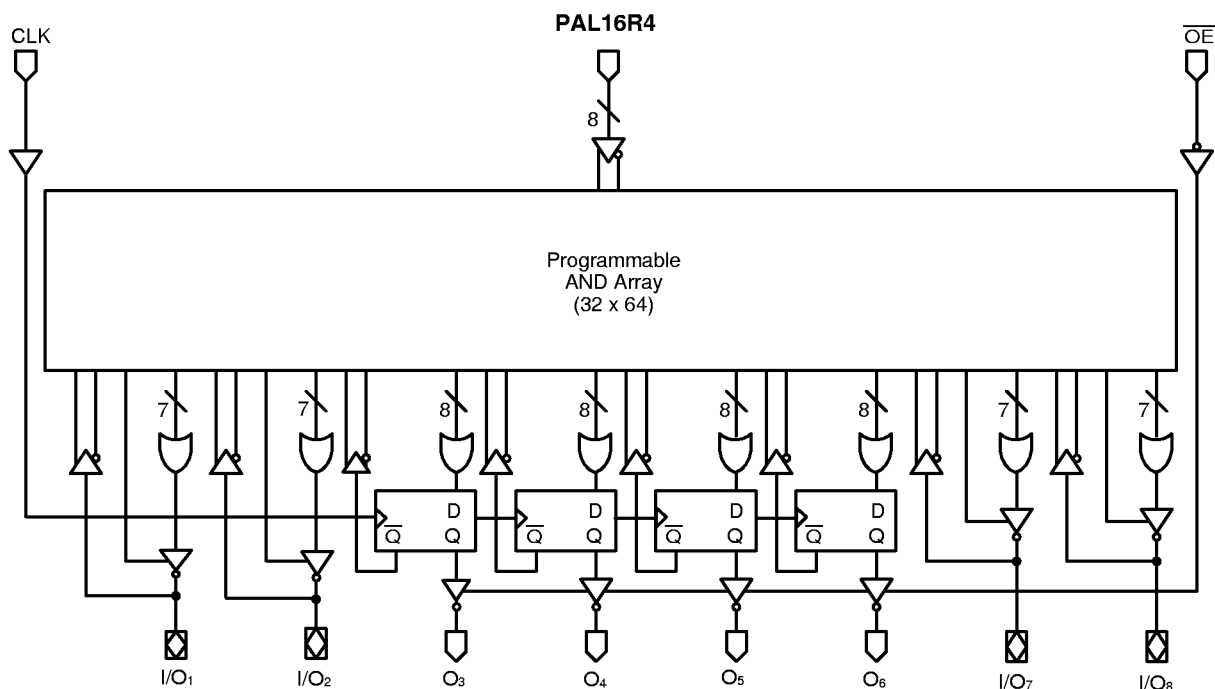 PAL16R4
CLK
O̅E̅
8
Programmable
AND Array
(32 x 64)
7 7 8 8 8 8 7 7
D D D D
Q̅ Q Q̅ Q Q̅ Q Q̅ Q
I/O₁ I/O₂ O₃ O₄ O₅ O₆ I/O₇ I/O₈